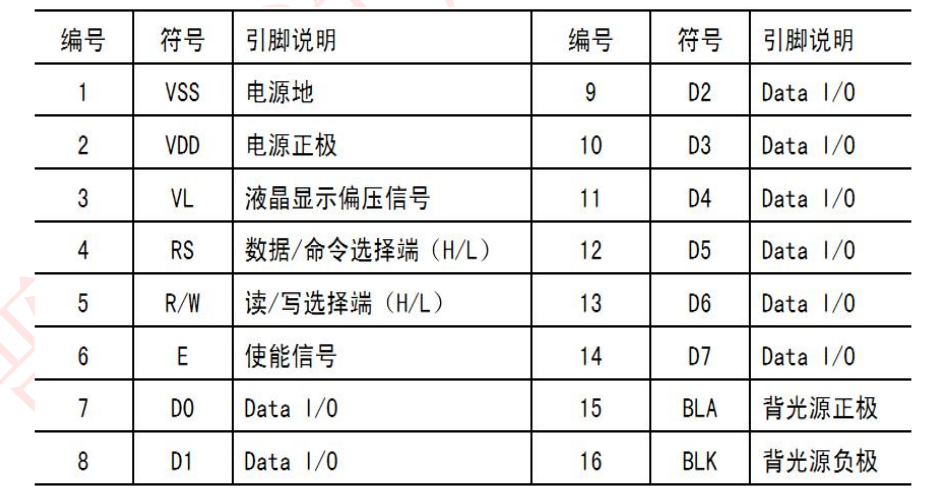 编号 符号 引脚说明 编号 符号 引脚说明
1 VSS 电源地 9 D2 Data I/O
2 VDD 电源正极 10 D3 Data I/O
3 VL 液晶显示偏压信号 11 D4 Data I/O
4 RS 数据/命令选择端（H/L） 12 D5 Data I/O
5 R/W 读/写选择端（H/L） 13 D6 Data I/O
6 E 使能信号 14 D7 Data I/O
7 D0 Data I/O 15 BLA 背光源正极
8 D1 Data I/O 16 BLK 背光源负极